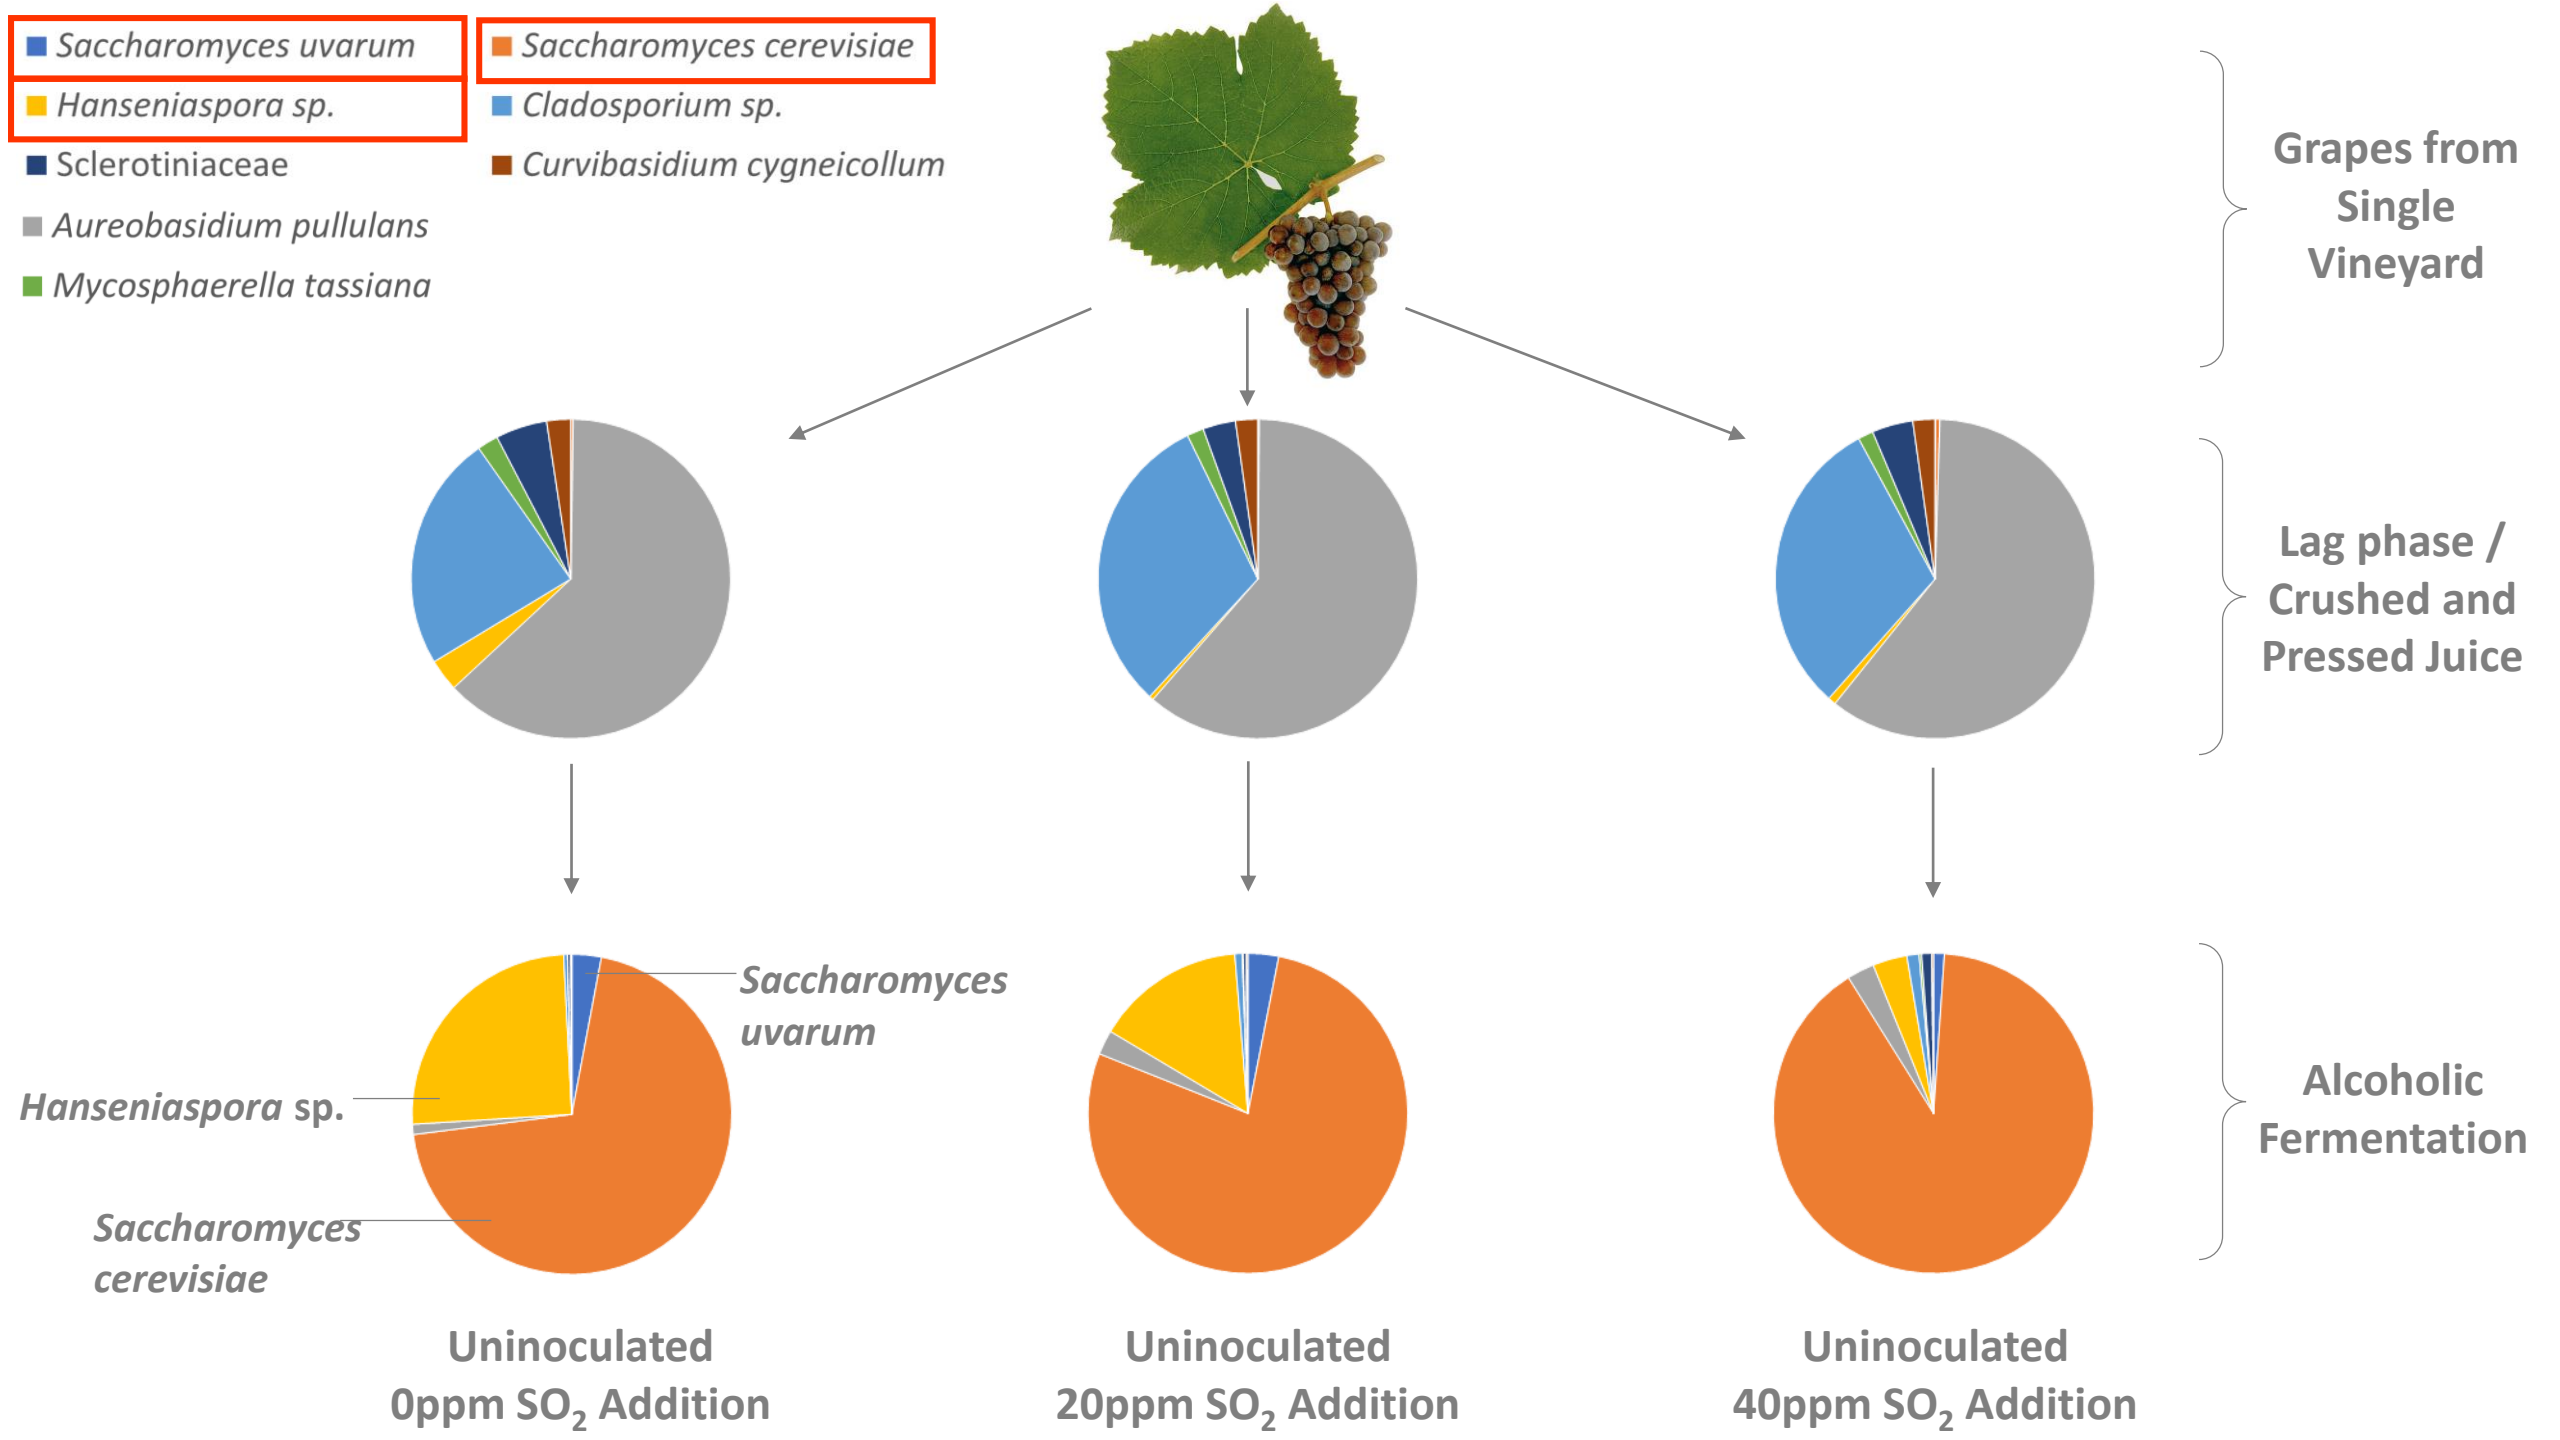 Saccharomyces uvarum
Saccharomyces cerevisiae
Hanseniaspora sp.
Cladosporium sp.
Sclerotiniaceae
Curvibasidium cygneicollum
Aureobasidium pullulans
Mycosphaerella tassiana
Grapes from
Single
Vineyard
Lag phase /
Crushed and
Pressed Juice
Saccharomyces
uvarum
Hanseniaspora sp.
Saccharomyces
cerevisiae
Alcoholic
Fermentation
Uninoculated
0ppm SO₂ Addition
Uninoculated
20ppm SO₂ Addition
Uninoculated
40ppm SO₂ Addition